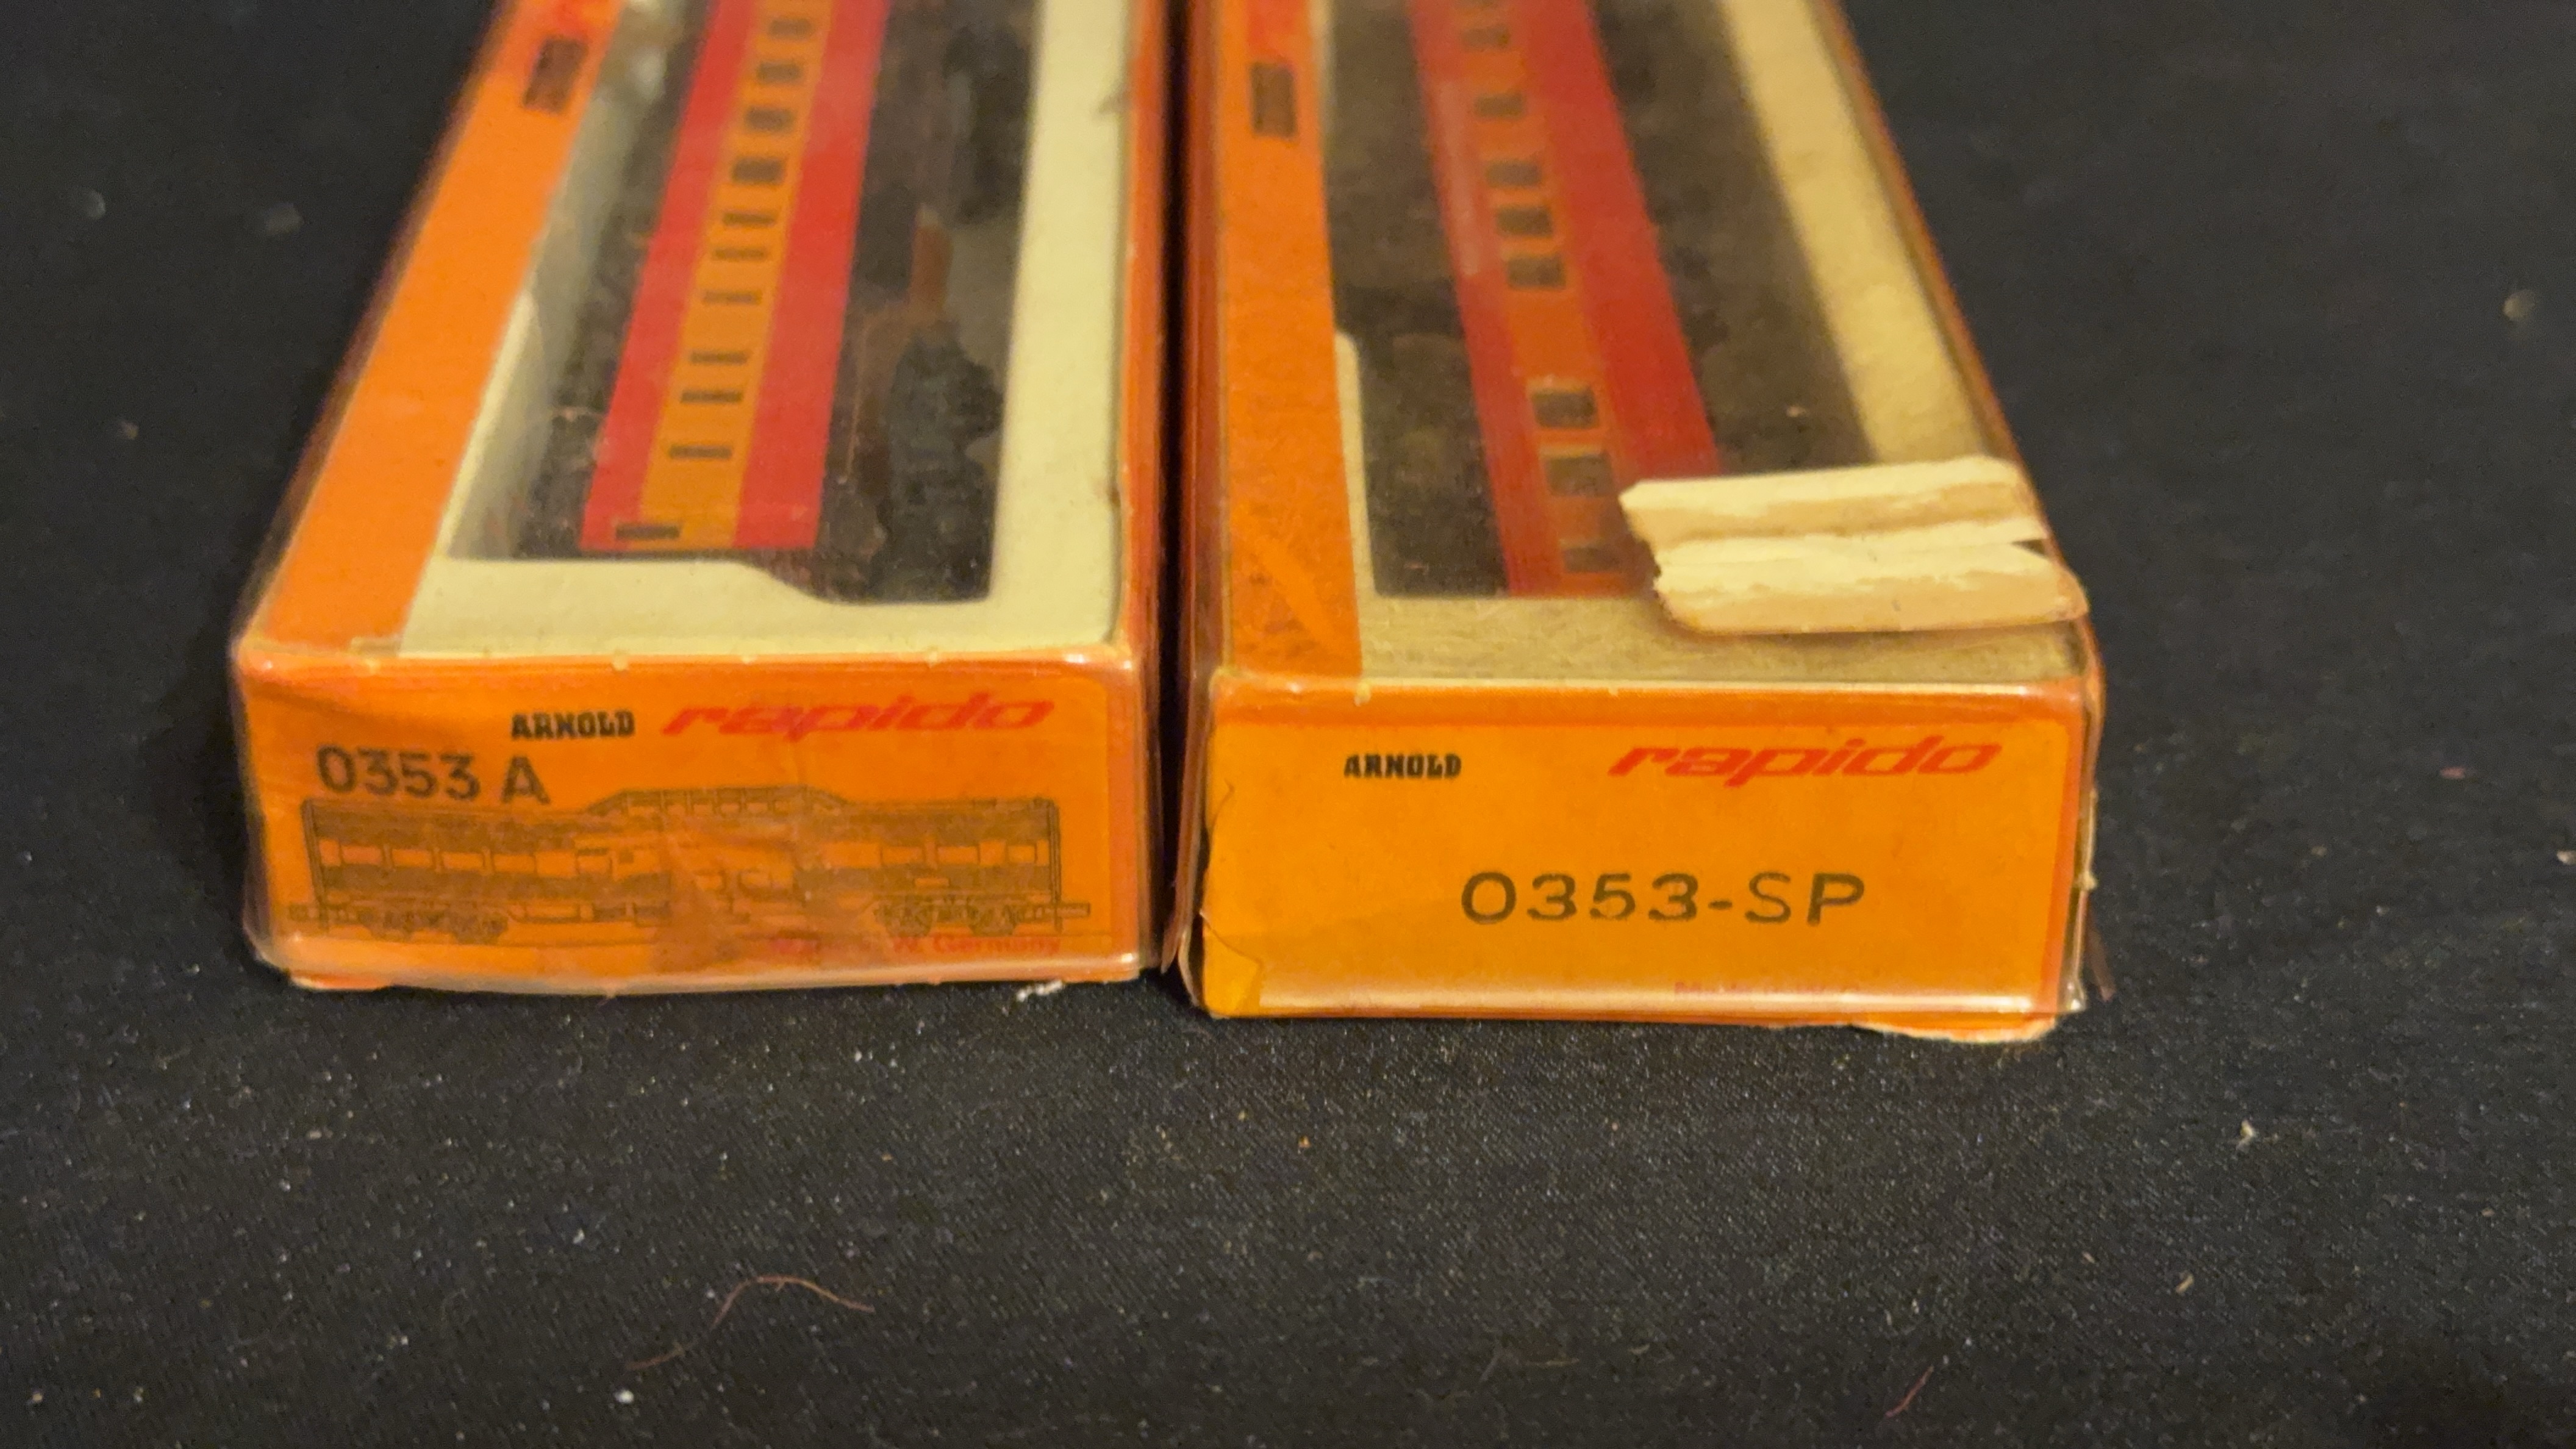 ARNOLD rapido
0353 A
W. Germany
ARNOLD rapido
0353-SP